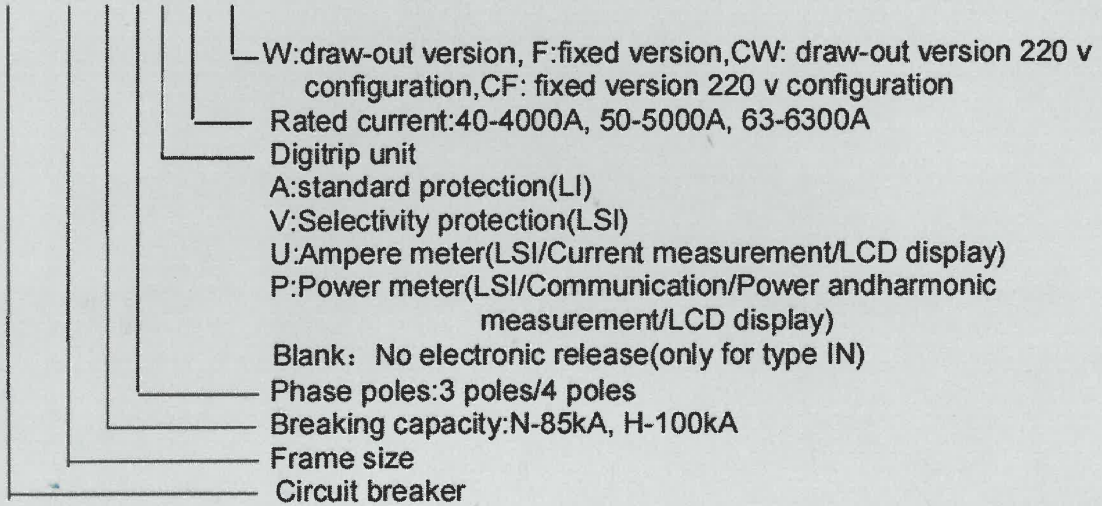 W:draw-out version, F:fixed version,CW: draw-out version 220 v
configuration,CF: fixed version 220 v configuration
Rated current:40-4000A, 50-5000A, 63-6300A
Digitrip unit
A:standard protection(LI)
V:Selectivity protection(LSI)
U:Ampere meter(LSI/Current measurement/LCD display)
P:Power meter(LSI/Communication/Power andharmonic
measurement/LCD display)
Blank: No electronic release(only for type IN)
Phase poles:3 poles/4 poles
Breaking capacity:N-85kA, H-100kA
Frame size
Circuit breaker